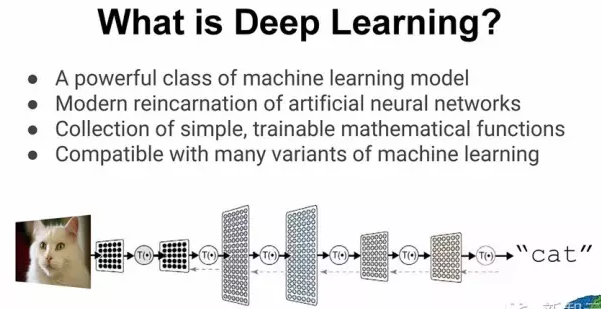 What is Deep Learning?
● A powerful class of machine learning model
● Modern reincarnation of artificial neural networks
● Collection of simple, trainable mathematical functions
● Compatible with many variants of machine learning
T(•) T(•) T(•) T(•) T(•) T(•) T(•) "cat"